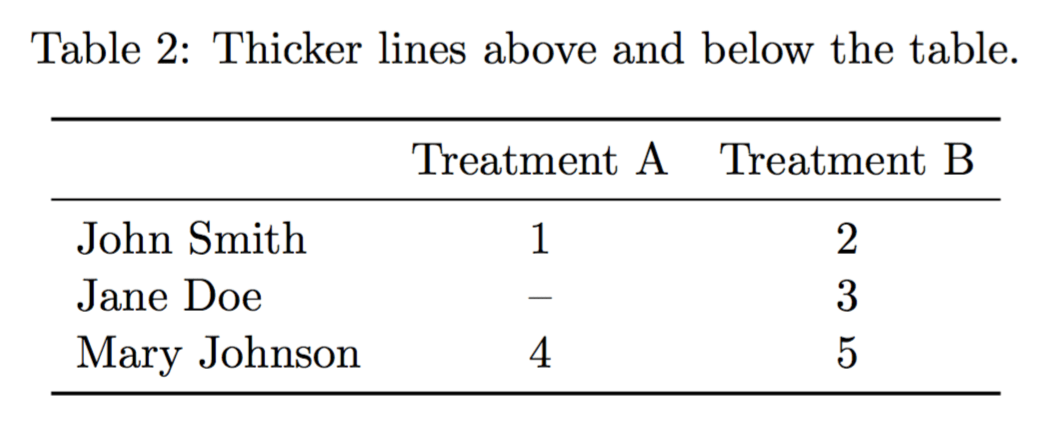 Table 2: Thicker lines above and below the table.
Treatment A Treatment B
John Smith 1 2
Jane Doe – 3
Mary Johnson 4 5